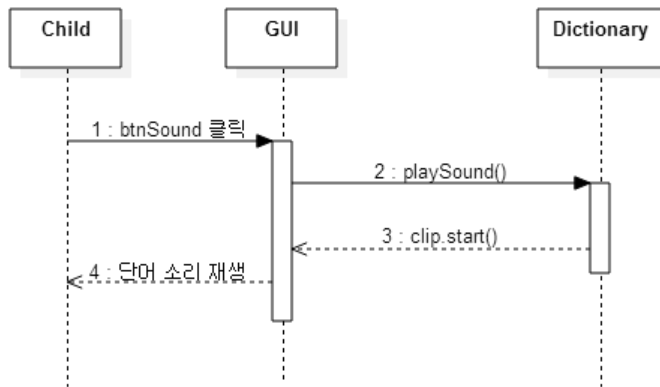 Child
GUI
Dictionary
1 : btnSound 클릭
2 : playSound()
3 : clip.start()
4 : 단어 소리 재생